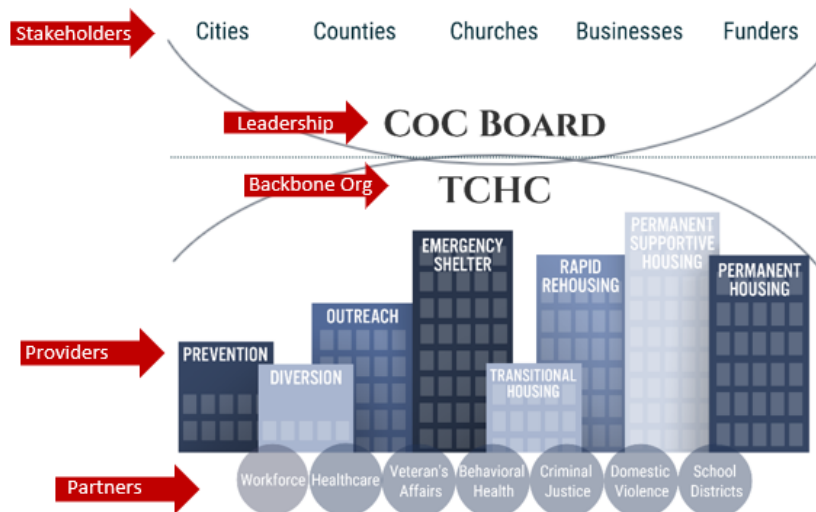 Stakeholders
Cities Counties Churches Businesses Funders
Leadership
CoC Board
Backbone Org
TCHC
Providers
PREVENTION
DIVERSION
OUTREACH
EMERGENCY
SHELTER
TRANSITIONAL
HOUSING
RAPID
REHOUSING
PERMANENT
SUPPORTIVE
HOUSING
PERMANENT
HOUSING
Partners
Workforce
Healthcare
Veteran's
Affairs
Behavioral
Health
Criminal
Justice
Domestic
Violence
School
Districts